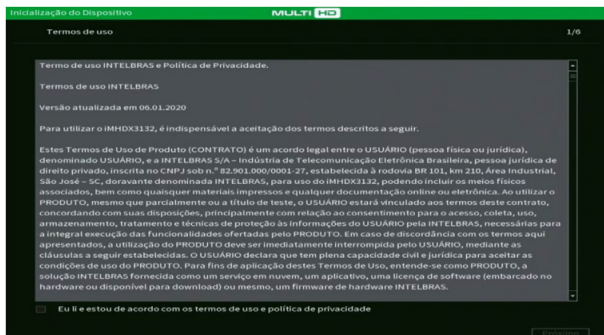 Inicialização do Dispositivo MULTI HD
Termos de uso 1/6
Termo de uso INTELBRAS e Política de Privacidade.
Termos de uso INTELBRAS
Versão atualizada em 06.01.2020
Para utilizar o iMHDX3132, é indispensável a aceitação dos termos descritos a seguir.
Estes Termos de Uso de Produto (CONTRATO) é um acordo legal entre o USUÁRIO (pessoa física ou jurídica),
denominado USUÁRIO, e a INTELBRAS S/A – Indústria de Telecomunicação Eletrônica Brasileira, pessoa jurídica de
direito privado, inscrita no CNPJ sob n.º 82.901.000/0001-27, estabelecida à rodovia BR 101, km 210, Área Industrial,
São José – SC, doravante denominada INTELBRAS, para uso do iMHDX3132, podendo incluir os meios físicos
associados, bem como quaisquer materiais impressos e qualquer documentação online ou eletrônica. Ao utilizar o
PRODUTO, mesmo que parcialmente ou a título de teste, o USUÁRIO estará vinculado aos termos deste contrato,
concordando com suas disposições, principalmente com relação ao consentimento para o acesso, coleta, uso,
armazenamento, tratamento e técnicas de proteção às informações do USUÁRIO pela INTELBRAS, necessárias para
a integral execução das funcionalidades ofertadas pelo PRODUTO. Em caso de discordância com os termos aqui
apresentados, a utilização do PRODUTO deve ser imediatamente interrompida pelo USUÁRIO, mediante as
cláusulas a seguir estabelecidas. O USUÁRIO declara que tem plena capacidade civil e jurídica para aceitar as
condições de uso do PRODUTO. Para fins de aplicação destes Termos de Uso, entende-se como PRODUTO, a
solução INTELBRAS fornecida como um serviço em nuvem, um aplicativo, uma licença de software (embarcado no
hardware ou disponível para download) ou mesmo, um firmware de hardware INTELBRAS.
Eu li e estou de acordo com os termos de uso e política de privacidade
Próximo